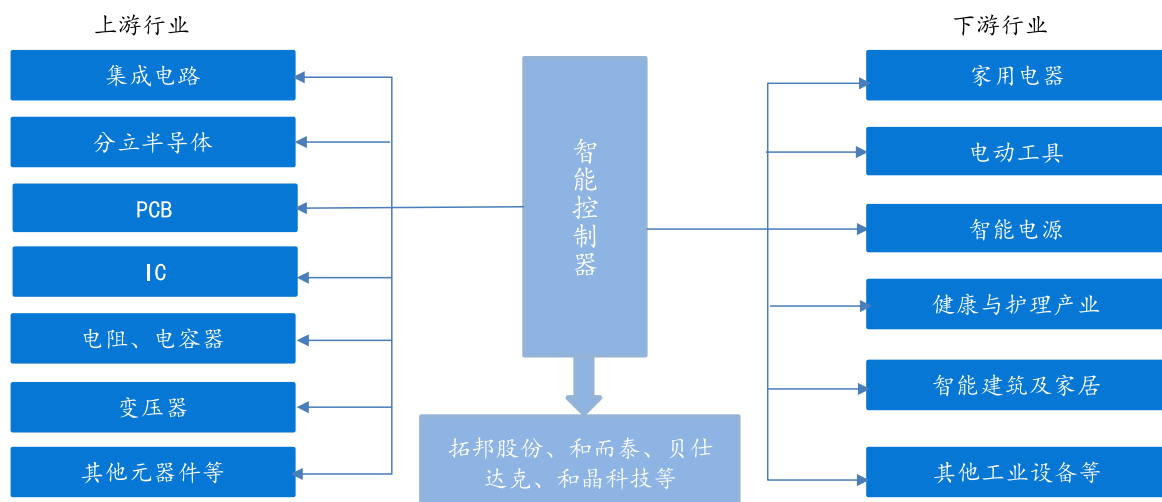 上游行业
集成电路
分立半导体
PCB
IC
电阻、电容器
变压器
其他元器件等
智能控制器
拓邦股份、和而泰、贝仕
达克、和晶科技等
下游行业
家用电器
电动工具
智能电源
健康与护理产业
智能建筑及家居
其他工业设备等